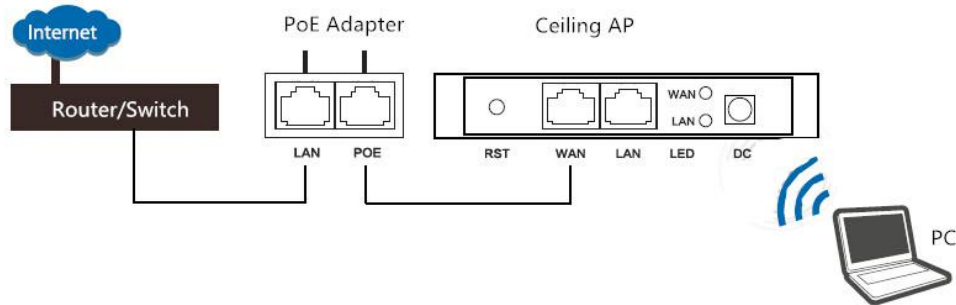 Internet
PoE Adapter
Ceiling AP
Router/Switch
WAN
LAN
LAN POE
RST WAN LAN LED DC
PC